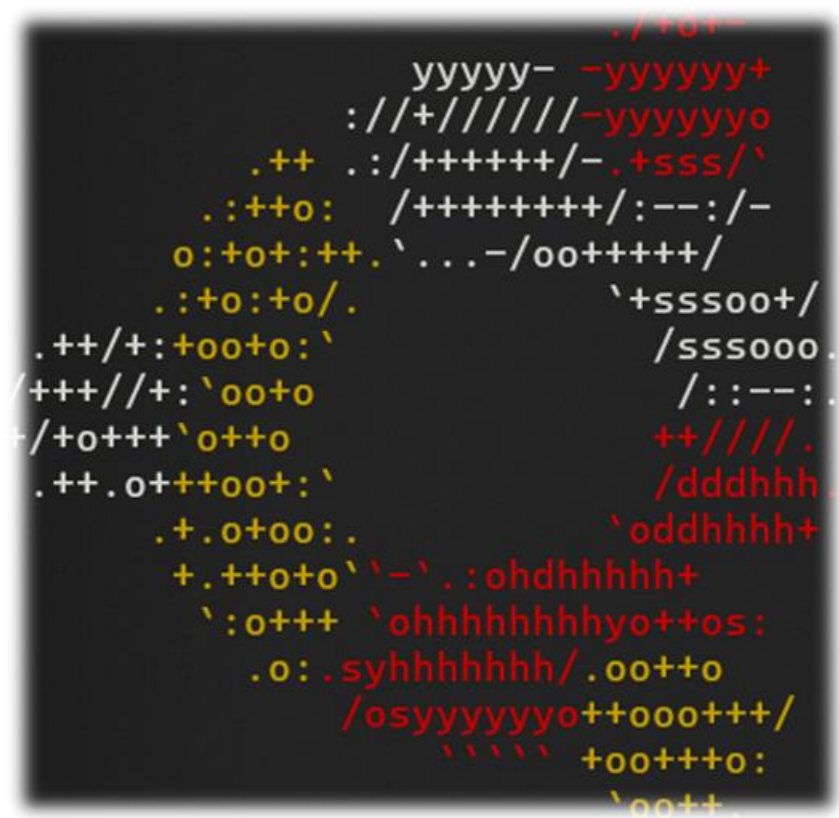 ./+o+-
yyyyy- -yyyyyy+
://+//////-yyyyyyo
.++ .:/++++++/-.+sss/`
.:++o:  /++++++++/:--:/-
o:+o+:++.`...-/oo+++++/
.:+o:+o/.          `+sssoo+/
.++/+:+oo+o:`             /sssooo.
/+++//+:`oo+o               /::--:.
+/+o+++`o++o               ++////.
.++.o+++oo+:`             /dddhhh.
.+.o+oo:.          `oddhhhh+
+.++o+o``-`.:ohdhhhhh+
`:o+++ `ohhhhhhhhyo++os:
.o:.syhhhhhhh/.oo++o
/osyyyyyyo++ooo+++/
````` +oo+++o:
`oo++.